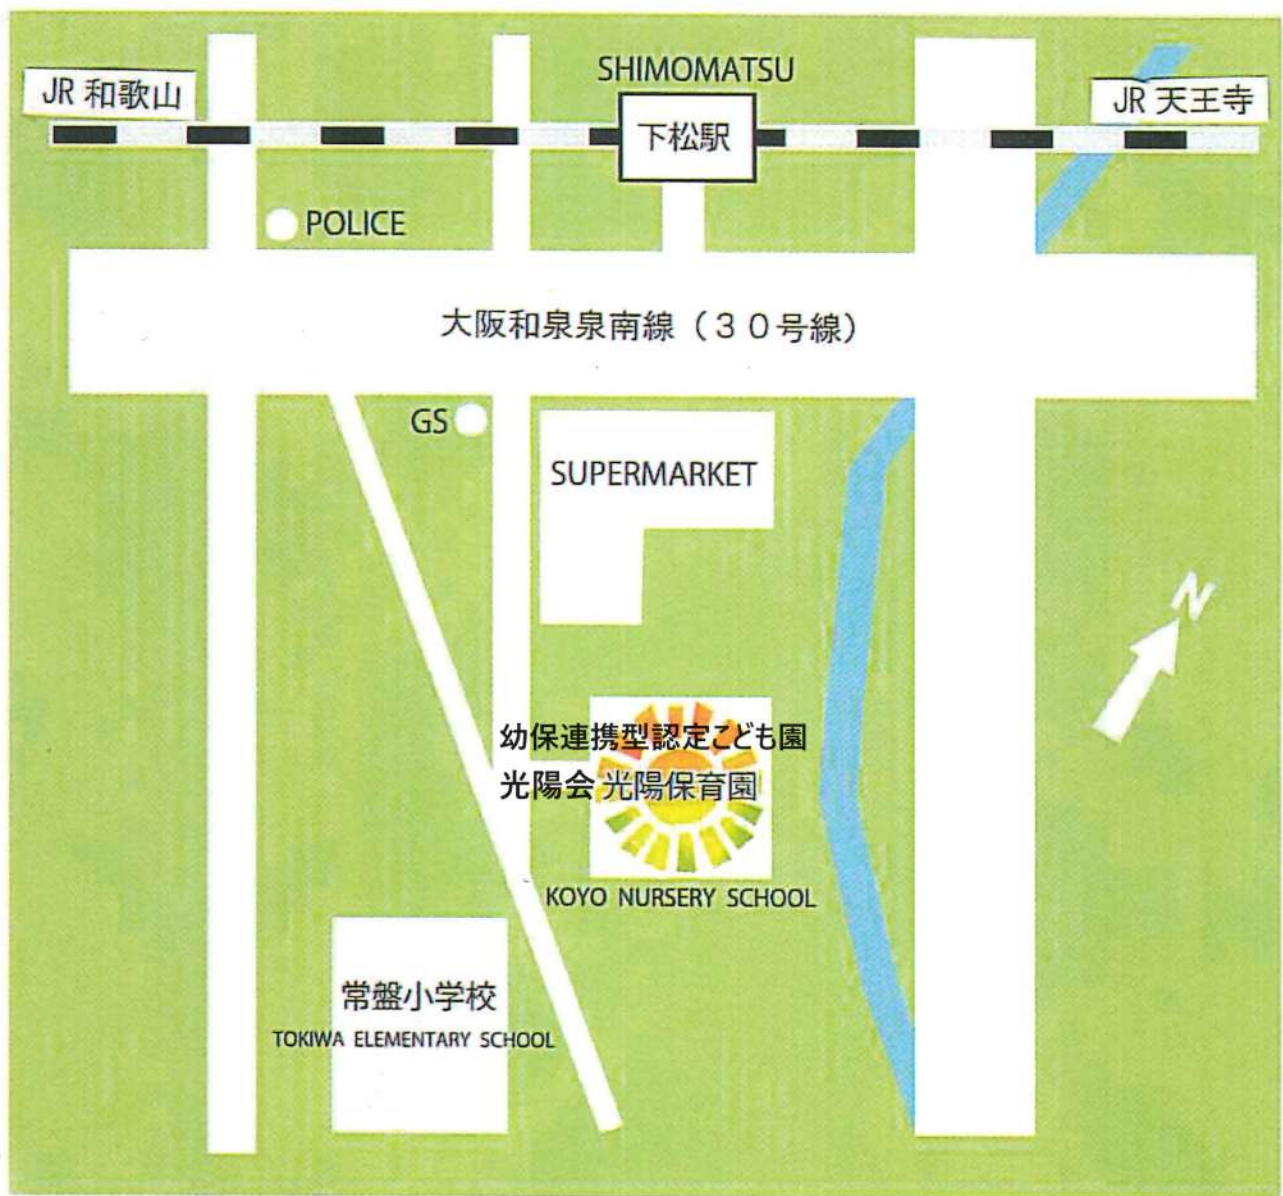 SHIMOMATSU
JR 和歌山
JR 天王寺
下松駅
POLICE
大阪和泉泉南線（３０号線）
GS
SUPERMARKET
N
幼保連携型認定こども園
光陽会 光陽保育園
KOYO NURSERY SCHOOL
常盤小学校
TOKIWA ELEMENTARY SCHOOL